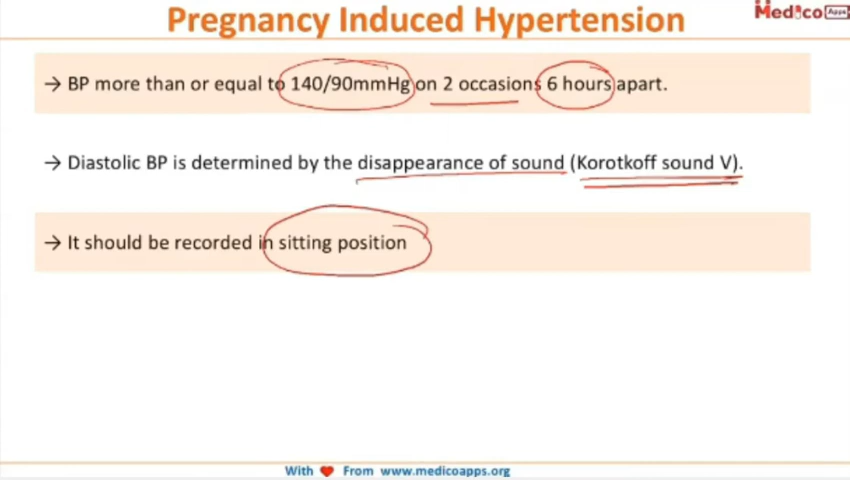 Pregnancy Induced Hypertension
Medico Apps
→ BP more than or equal to 140/90mmHg on 2 occasions 6 hours apart.
→ Diastolic BP is determined by the disappearance of sound (Korotkoff sound V).
→ It should be recorded in sitting position
With ❤ From www.medicoapps.org